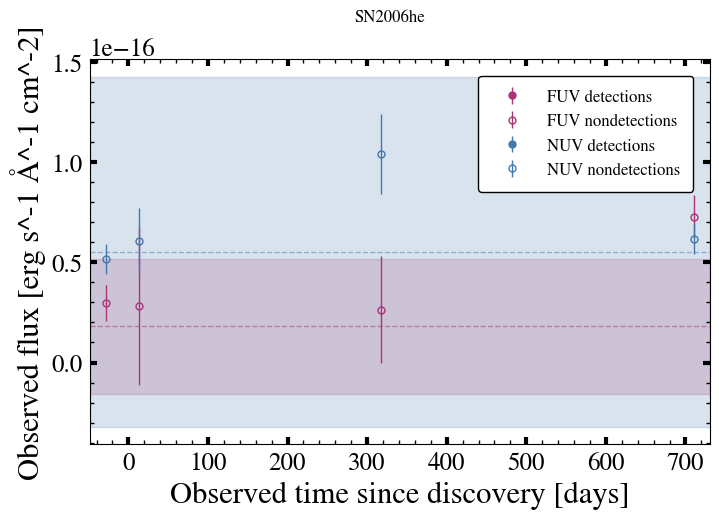 SN2006he
1e−16
1.5
1.0
0.5
0.0
Observed flux [erg s^-1 Å^-1 cm^-2]
FUV detections
FUV nondetections
NUV detections
NUV nondetections
0 100 200 300 400 500 600 700
Observed time since discovery [days]